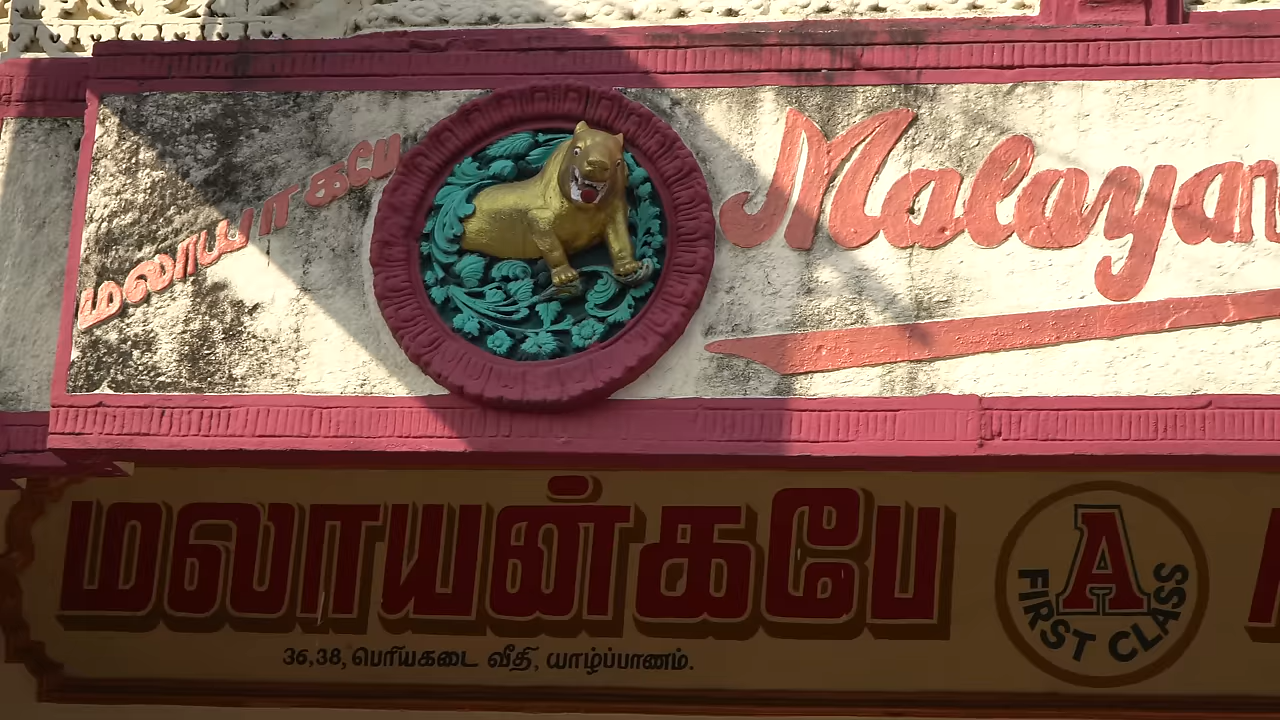 மலாயாகபே
Malayan
மலாயன்கபே
A
FIRST CLASS
36,38, பெரியகடை வீதி, யாழ்ப்பாணம்.